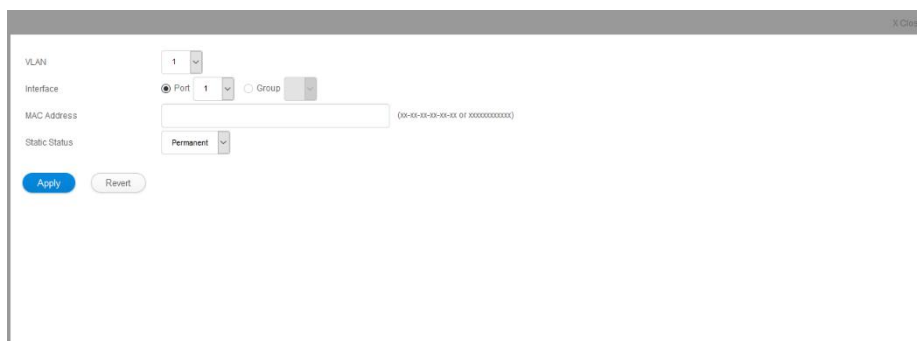 X Clos
VLAN 1
Interface Port 1 Group
MAC Address (xx-xx-xx-xx-xx-xx or xxxxxxxxxxxx)
Static Status Permanent
Apply Revert